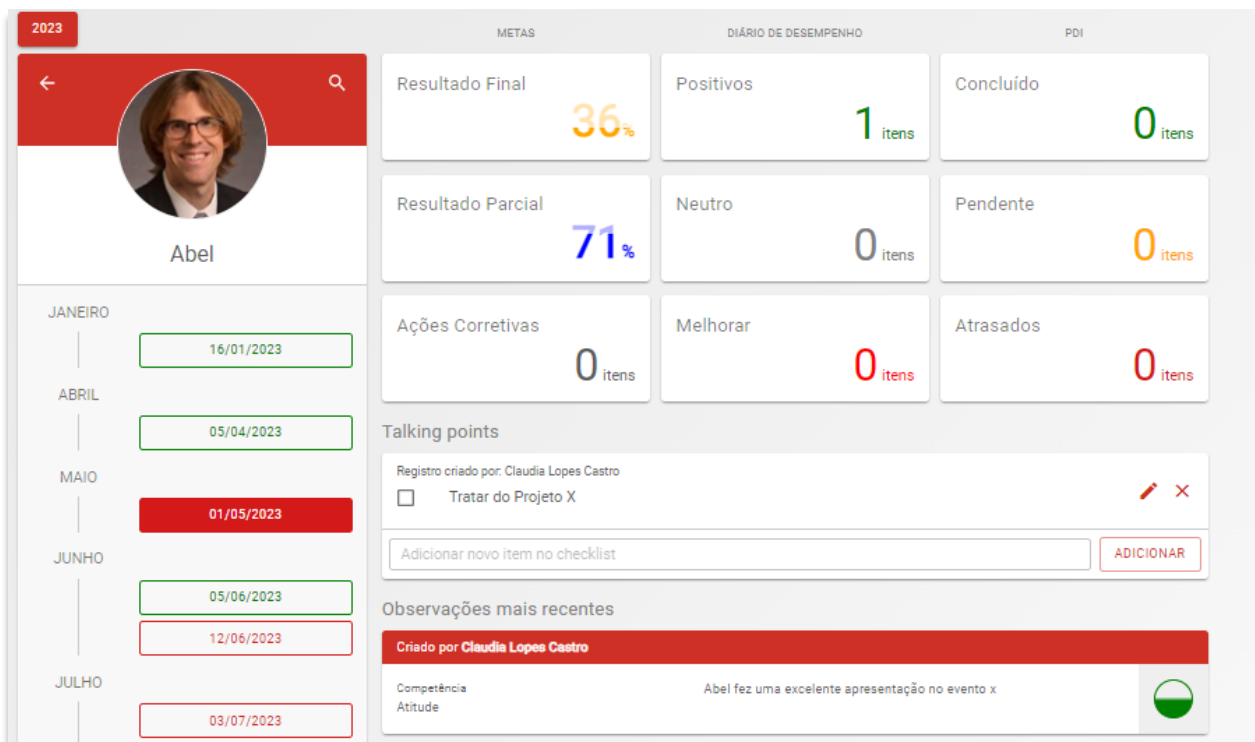 2023
METAS
DIÁRIO DE DESEMPENHO
PDI
Abel
JANEIRO
16/01/2023
ABRIL
05/04/2023
MAIO
01/05/2023
JUNHO
05/06/2023
12/06/2023
JULHO
03/07/2023
Resultado Final
36%
Positivos
1 itens
Concluído
0 itens
Resultado Parcial
71%
Neutro
0 itens
Pendente
0 itens
Ações Corretivas
0 itens
Melhorar
0 itens
Atrasados
0 itens
Talking points
Registro criado por: Claudia Lopes Castro
Tratar do Projeto X
Adicionar novo item no checklist
ADICIONAR
Observações mais recentes
Criado por Claudia Lopes Castro
Competência
Atitude
Abel fez uma excelente apresentação no evento x